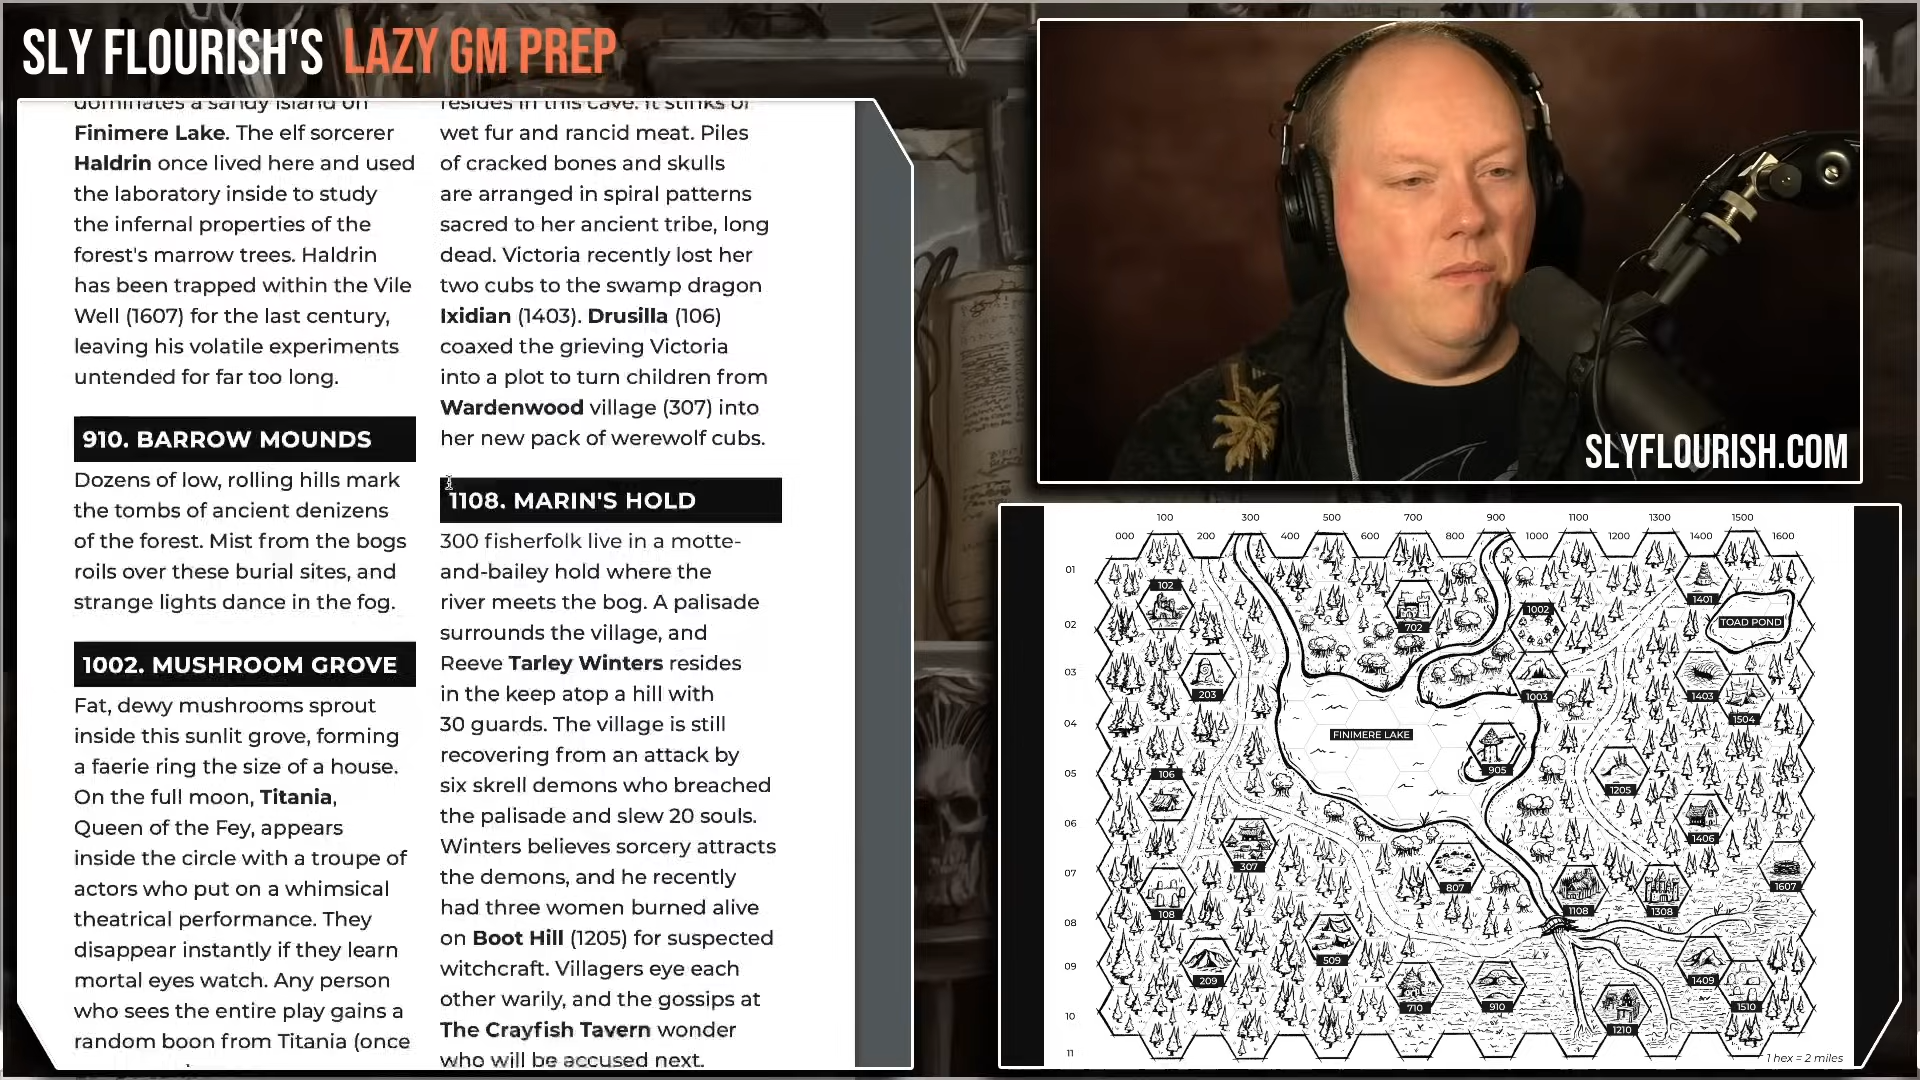 SLY FLOURISH'S LAZY GM PREP
dominates a sandy island on
Finimere Lake. The elf sorcerer
Haldrin once lived here and used
the laboratory inside to study
the infernal properties of the
forest's marrow trees. Haldrin
has been trapped within the Vile
Well (1607) for the last century,
leaving his volatile experiments
untended for far too long.
910. BARROW MOUNDS
Dozens of low, rolling hills mark
the tombs of ancient denizens
of the forest. Mist from the bogs
roils over these burial sites, and
strange lights dance in the fog.
1002. MUSHROOM GROVE
Fat, dewy mushrooms sprout
inside this sunlit grove, forming
a faerie ring the size of a house.
On the full moon, Titania,
Queen of the Fey, appears
inside the circle with a troupe of
actors who put on a whimsical
theatrical performance. They
disappear instantly if they learn
mortal eyes watch. Any person
who sees the entire play gains a
random boon from Titania (once
resides in this cave. It stinks of
wet fur and rancid meat. Piles
of cracked bones and skulls
are arranged in spiral patterns
sacred to her ancient tribe, long
dead. Victoria recently lost her
two cubs to the swamp dragon
Ixidian (1403). Drusilla (106)
coaxed the grieving Victoria
into a plot to turn children from
Wardenwood village (307) into
her new pack of werewolf cubs.
1108. MARIN'S HOLD
300 fisherfolk live in a motte-
and-bailey hold where the
river meets the bog. A palisade
surrounds the village, and
Reeve Tarley Winters resides
in the keep atop a hill with
30 guards. The village is still
recovering from an attack by
six skrell demons who breached
the palisade and slew 20 souls.
Winters believes sorcery attracts
the demons, and he recently
had three women burned alive
on Boot Hill (1205) for suspected
witchcraft. Villagers eye each
other warily, and the gossips at
The Crayfish Tavern wonder
who will be accused next.
SLYFLOURISH.COM
100 300 500 700 900 1100 1300 1500
000 200 400 600 800 1000 1200 1400 1600
01
102
1401
1002
02
TOAD POND
702
03
203
1003
1403
04
1504
FINIMERE LAKE
05
905
106
1205
06
1406
307
07
807
1607
108
1108
1308
08
509
09
209
710
910
1409
1510
10
1210
11
1 hex = 2 miles